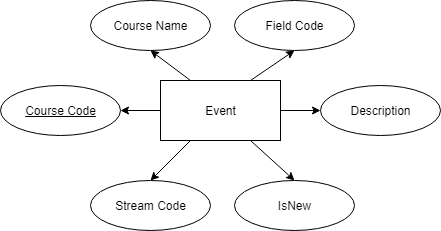 Course Name
Field Code
Course Code
Event
Description
Stream Code
IsNew